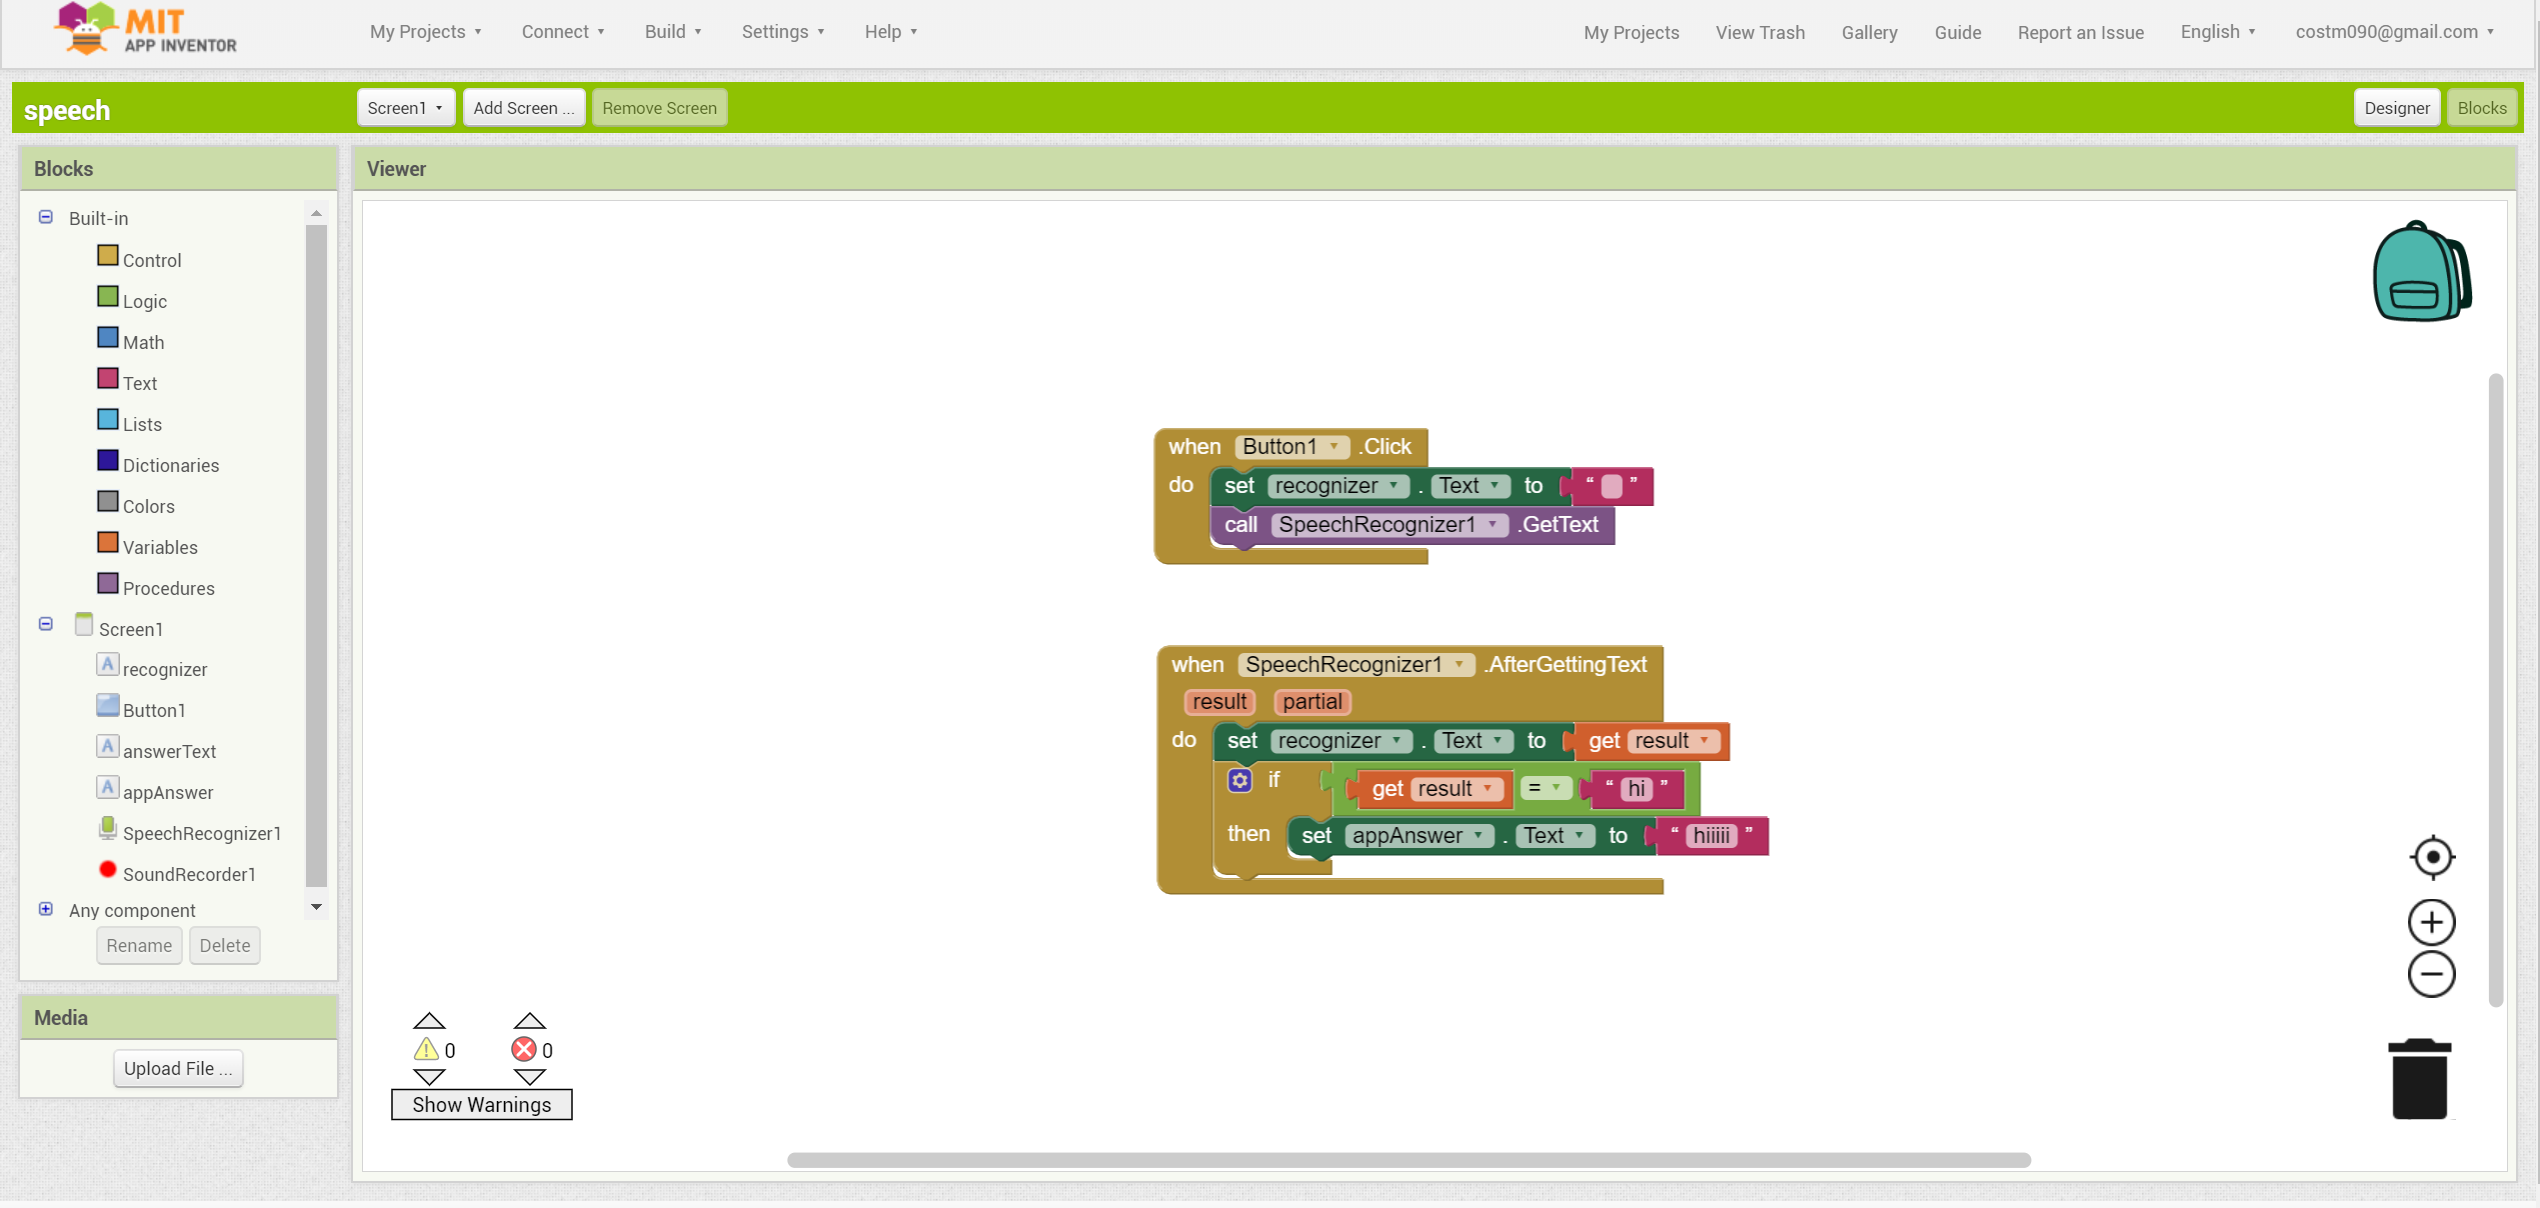 MIT
APP INVENTOR
My Projects Connect Build Settings Help My Projects View Trash Gallery Guide Report an Issue English costm090@gmail.com
speech Screen1 Add Screen ... Remove Screen Designer Blocks
Blocks
Built-in
Control
Logic
Math
Text
Lists
Dictionaries
Colors
Variables
Procedures
Screen1
A recognizer
Button1
A answerText
A appAnswer
SpeechRecognizer1
SoundRecorder1
Any component
Rename Delete
Media
Upload File ...
Viewer
when Button1 .Click
do set recognizer . Text to “ ”
call SpeechRecognizer1 .GetText
when SpeechRecognizer1 .AfterGettingText
result partial
do set recognizer . Text to get result
if get result = “ hi ”
then set appAnswer . Text to “ hiiiii ”
0 0
Show Warnings